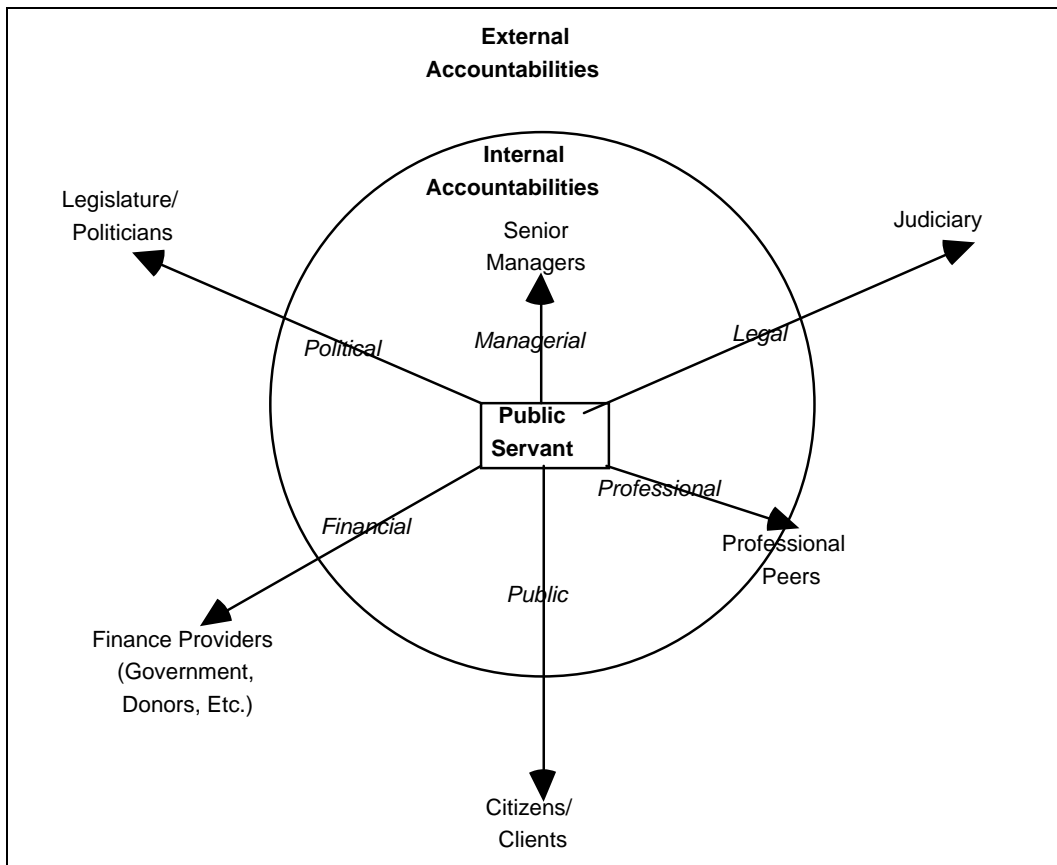 External
Accountabilities
Internal
Accountabilities
Legislature/
Politicians
Senior
Managers
Judiciary
Political
Managerial
Legal
Public
Servant
Professional
Financial
Professional
Peers
Public
Finance Providers
(Government,
Donors, Etc.)
Citizens/
Clients